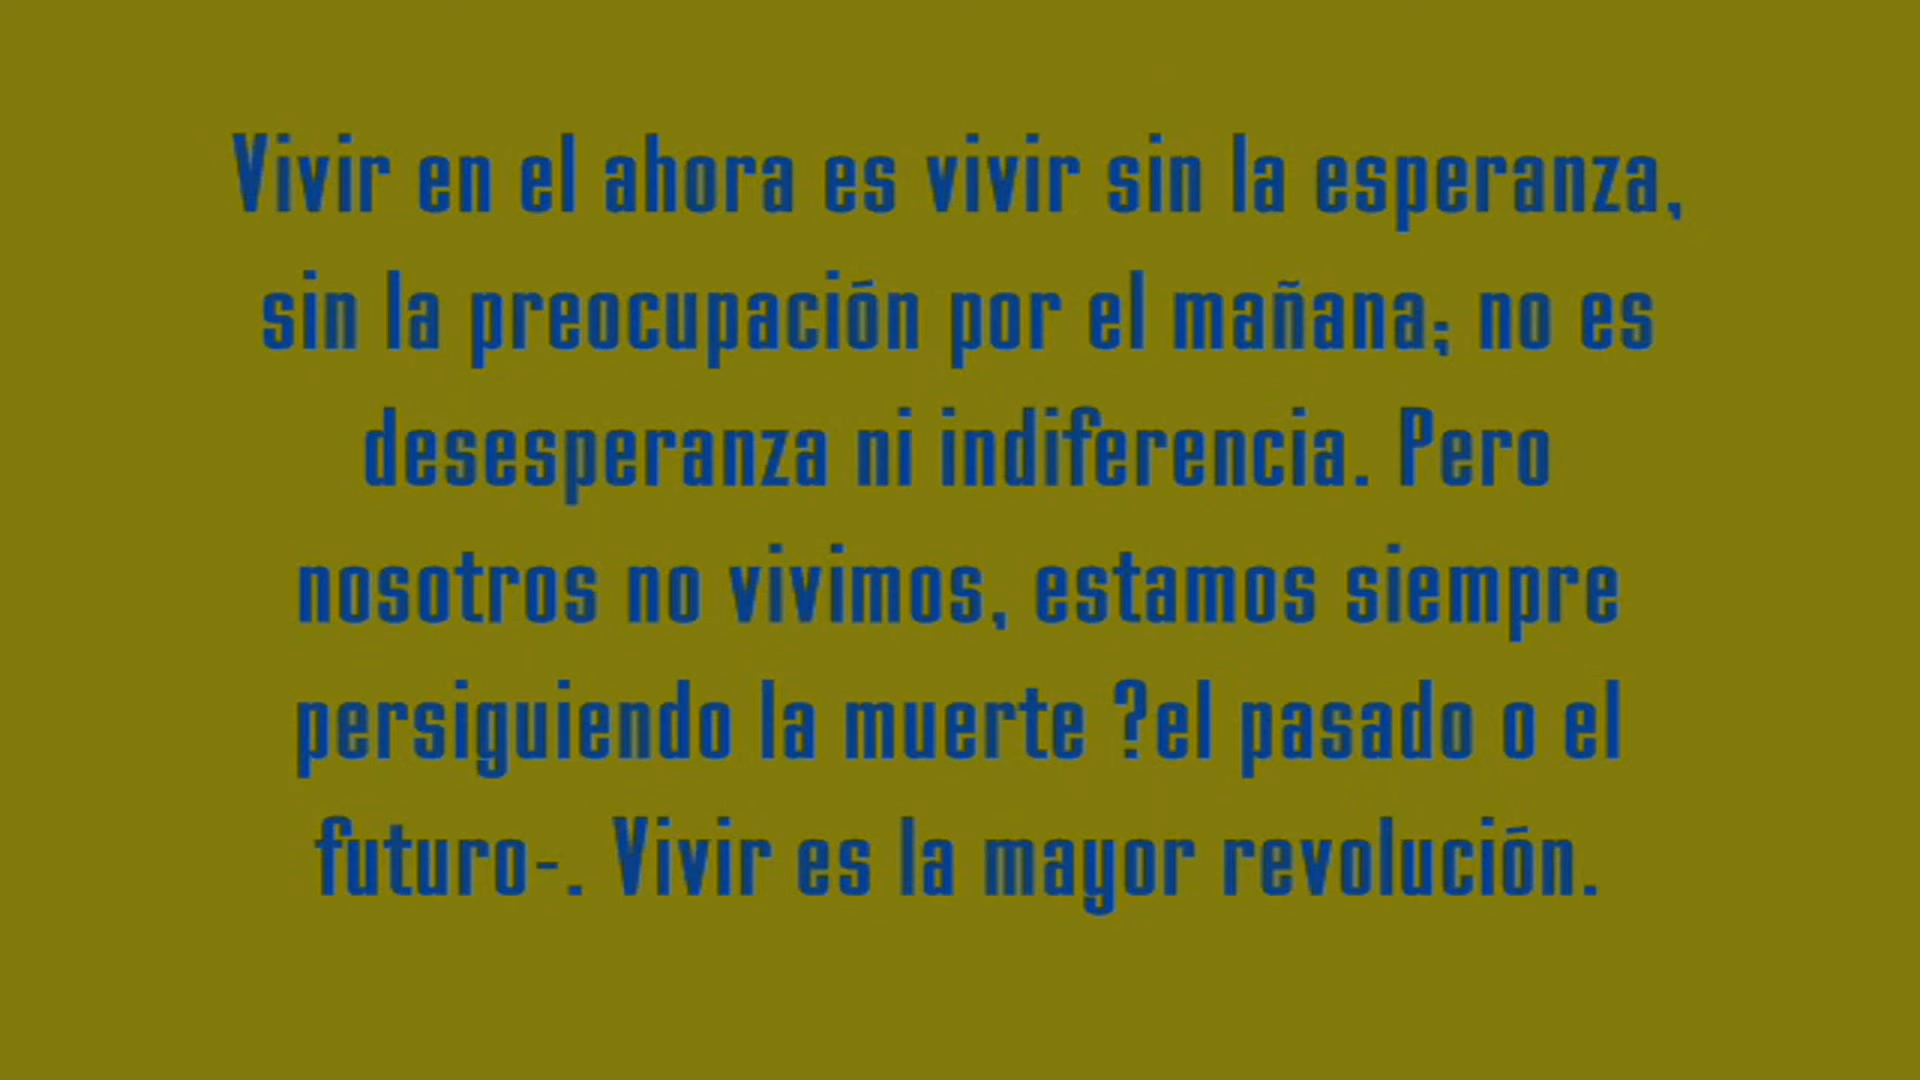 Vivir en el ahora es vivir sin la esperanza,
sin la preocupación por el mañana; no es
desesperanza ni indiferencia. Pero
nosotros no vivimos, estamos siempre
persiguiendo la muerte ?el pasado o el
futuro-. Vivir es la mayor revolución.